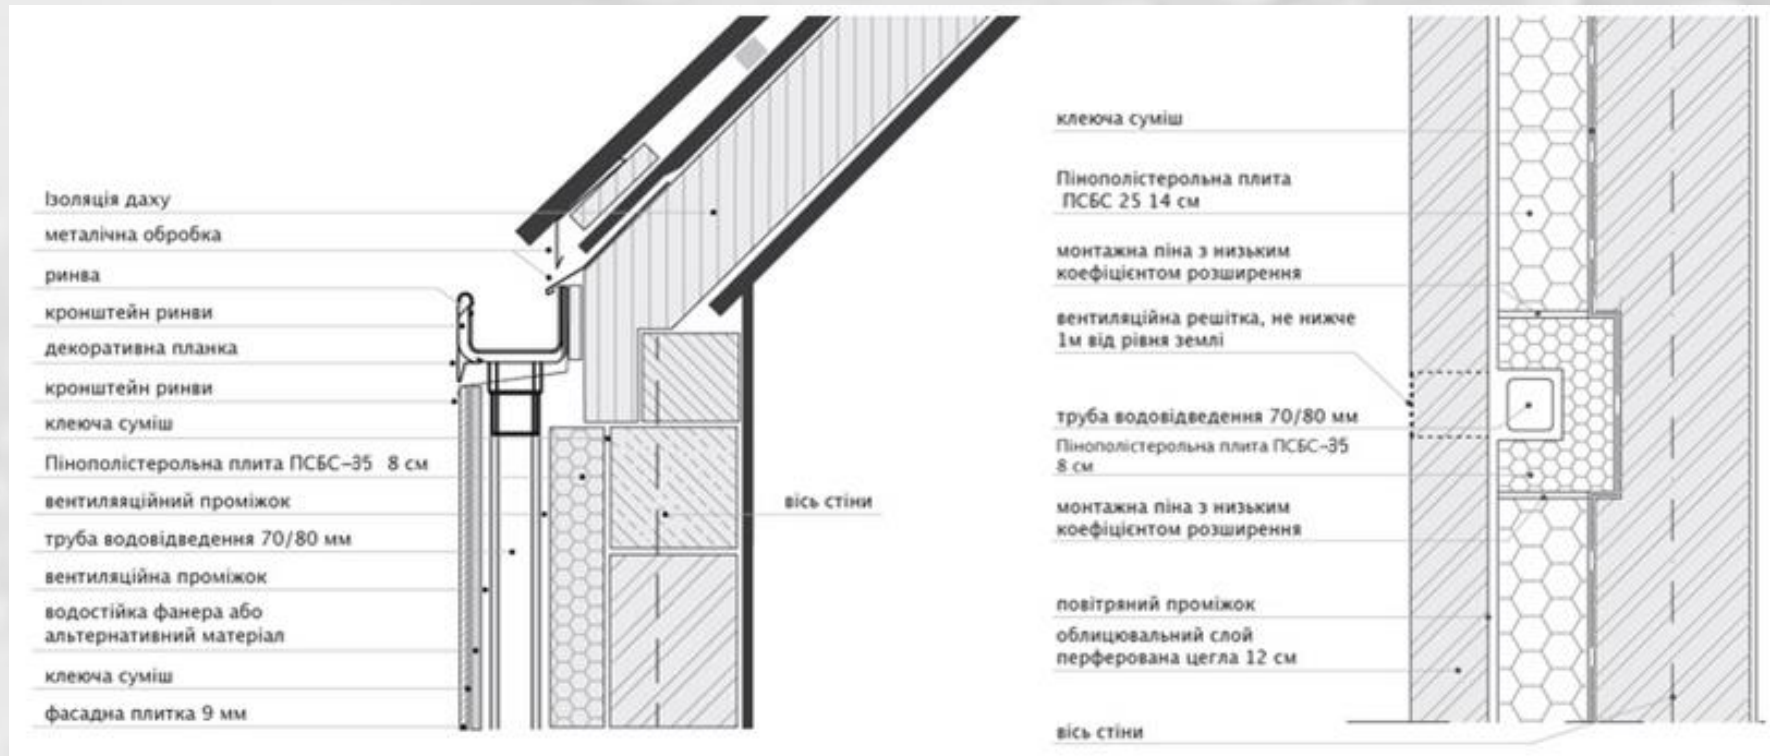 Ізоляція даху
металічна обробка
ринва
кронштейн ринви
декоративна планка
кронштейн ринви
клеюча суміш
Пінополістерольна плита ПСБС-35 8 см
вентиляяційний проміжок
труба водовідведення 70/80 мм
вентиляційна проміжок
водостійка фанера або
альтернативний матеріал
клеюча суміш
фасадна плитка 9 мм
вісь стіни
клеюча суміш
Пінополістерольна плита
ПСБС 25 14 см
монтажна піна з низьким
коефіцієнтом розширення
вентиляційна решітка, не нижче
1м від рівня землі
труба водовідведення 70/80 мм
Пінополістерольна плита ПСБС-35
8 см
монтажна піна з низьким
коефіцієнтом розширення
повітряний проміжок
облицювальний слой
перферована цегла 12 см
вісь стіни